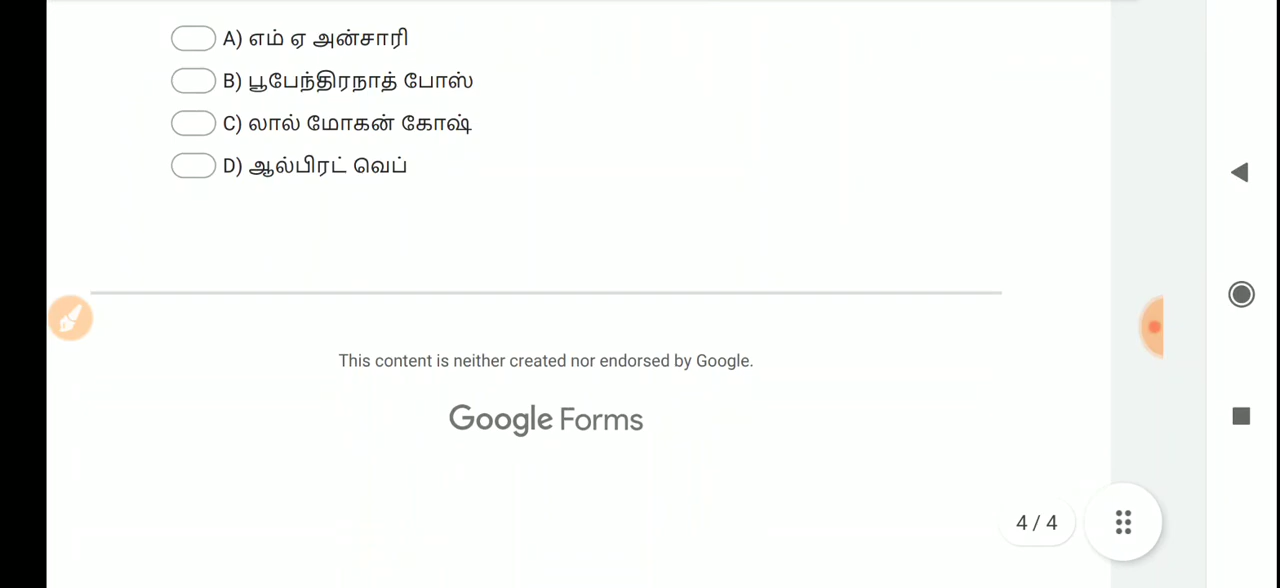 A) எம் ஏ அன்சாரி
B) பூபேந்திரநாத் போஸ்
C) லால் மோகன் கோஷ்
D) ஆல்பிரட் வெப்
This content is neither created nor endorsed by Google.
Google Forms
4 / 4